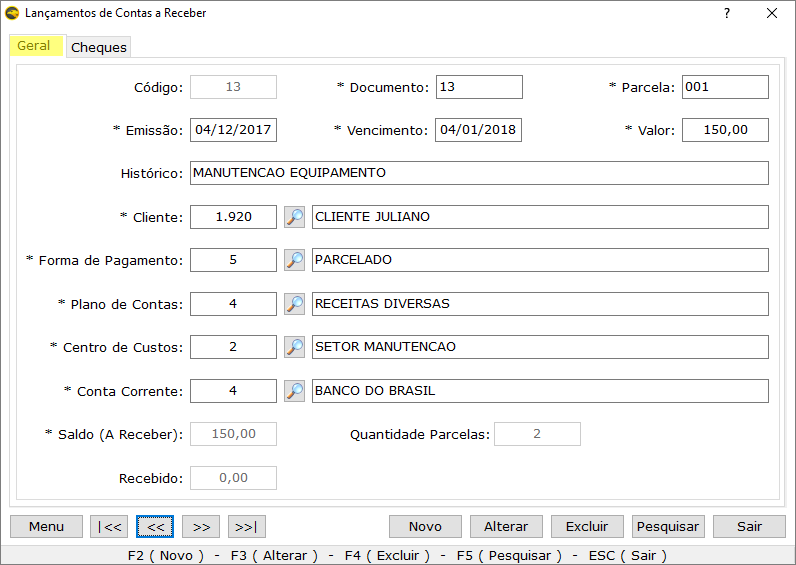 Lançamentos de Contas a Receber ?
Geral Cheques
Código: 13 * Documento: 13 * Parcela: 001
* Emissão: 04/12/2017 * Vencimento: 04/01/2018 * Valor: 150,00
Histórico: MANUTENCAO EQUIPAMENTO
* Cliente: 1.920 CLIENTE JULIANO
* Forma de Pagamento: 5 PARCELADO
* Plano de Contas: 4 RECEITAS DIVERSAS
* Centro de Custos: 2 SETOR MANUTENCAO
* Conta Corrente: 4 BANCO DO BRASIL
* Saldo (A Receber): 150,00 Quantidade Parcelas: 2
Recebido: 0,00
Menu |<< << >> >>| Novo Alterar Excluir Pesquisar Sair
F2 ( Novo ) - F3 ( Alterar ) - F4 ( Excluir ) - F5 ( Pesquisar ) - ESC ( Sair )